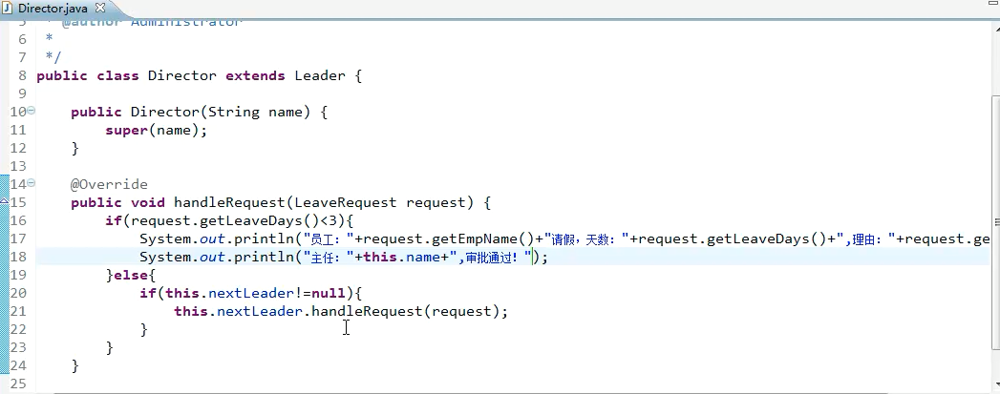 Director.java
5 * @author Administrator
6 *
7 */
8 public class Director extends Leader {
9
10 public Director(String name) {
11 super(name);
12 }
13
14 @Override
15 public void handleRequest(LeaveRequest request) {
16 if(request.getLeaveDays()<3){
17 System.out.println("员工："+request.getEmpName()+"请假，天数："+request.getLeaveDays()+",理由："+request.ge
18 System.out.println("主任："+this.name+",审批通过！");
19 }else{
20 if(this.nextLeader!=null){
21 this.nextLeader.handleRequest(request);
22 }
23 }
24 }
25